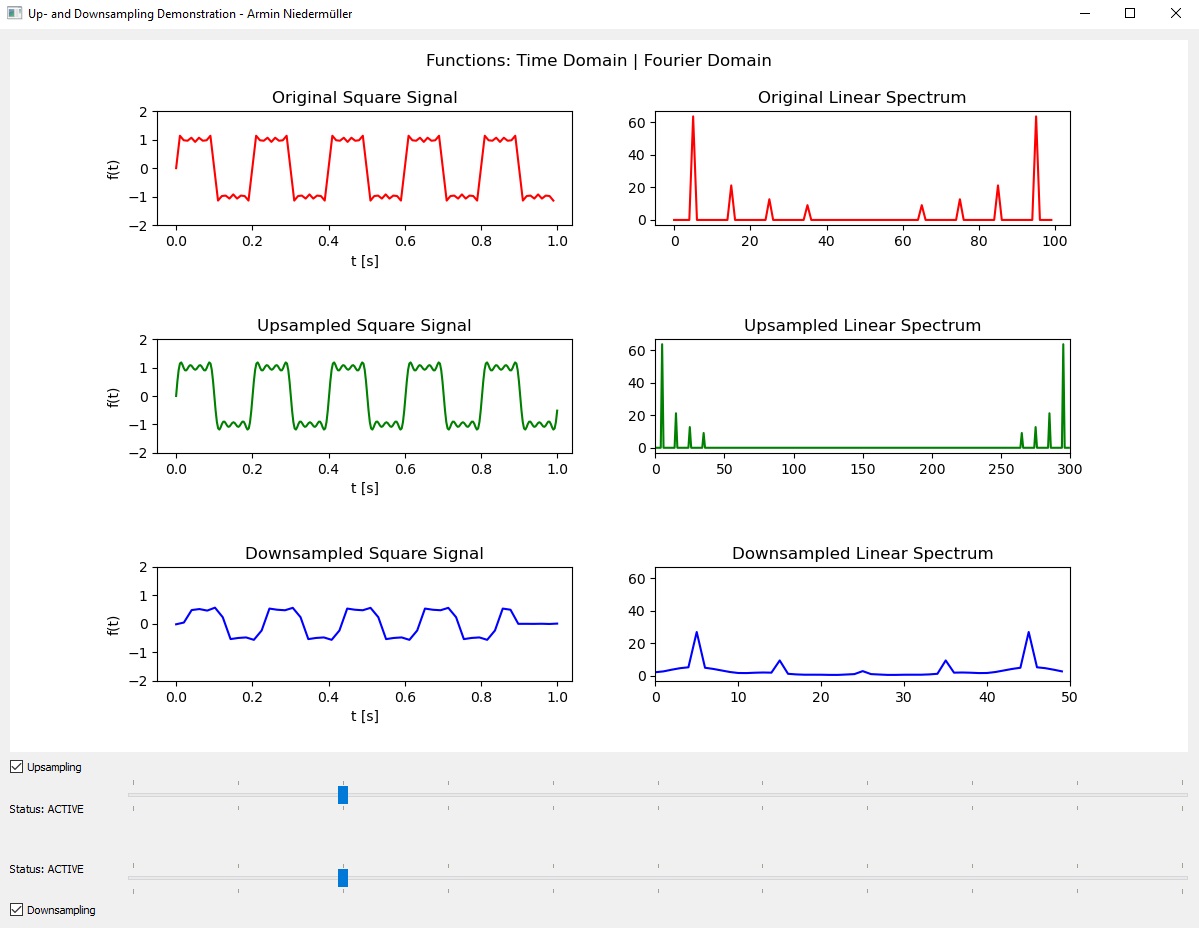 Up- and Downsampling Demonstration - Armin Niedermüller
Functions: Time Domain | Fourier Domain
Original Square Signal
2
1
0
−1
−2
f(t)
0.0 0.2 0.4 0.6 0.8 1.0
t [s]
Original Linear Spectrum
60
40
20
0
0 20 40 60 80 100
Upsampled Square Signal
2
1
0
−1
−2
f(t)
0.0 0.2 0.4 0.6 0.8 1.0
t [s]
Upsampled Linear Spectrum
60
40
20
0
0 50 100 150 200 250 300
Downsampled Square Signal
2
1
0
−1
−2
f(t)
0.0 0.2 0.4 0.6 0.8 1.0
t [s]
Downsampled Linear Spectrum
60
40
20
0
0 10 20 30 40 50
Upsampling
Status: ACTIVE
Status: ACTIVE
Downsampling